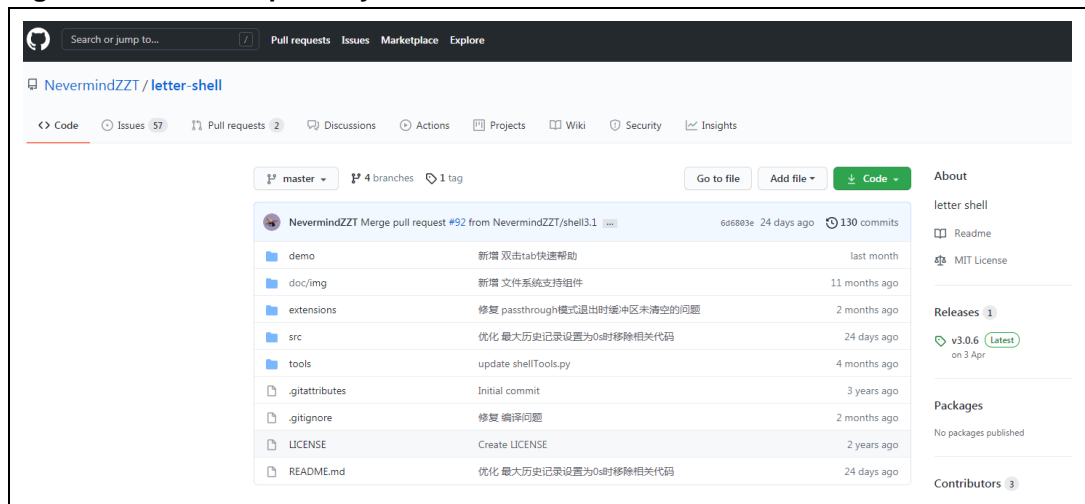 Search or jump to... /
Pull requests Issues Marketplace Explore
NevermindZZT / letter-shell
<> Code Issues 57 Pull requests 2 Discussions Actions Projects Wiki Security Insights
master 4 branches 1 tag Go to file Add file Code
NevermindZZT Merge pull request #92 from NevermindZZT/shell3.1 ... 6d6803e 24 days ago 130 commits
demo 新增 双击tab快速帮助 last month
doc/img 新增 文件系统支持组件 11 months ago
extensions 修复 passthrough模式退出时缓冲区未清空的问题 2 months ago
src 优化 最大历史记录设置为0s时移除相关代码 24 days ago
tools update shellTools.py 4 months ago
.gitattributes Initial commit 3 years ago
.gitignore 修复 编译问题 2 months ago
LICENSE Create LICENSE 2 years ago
README.md 优化 最大历史记录设置为0s时移除相关代码 24 days ago
About
letter shell
Readme
MIT License
Releases 1
v3.0.6 Latest
on 3 Apr
Packages
No packages published
Contributors 3